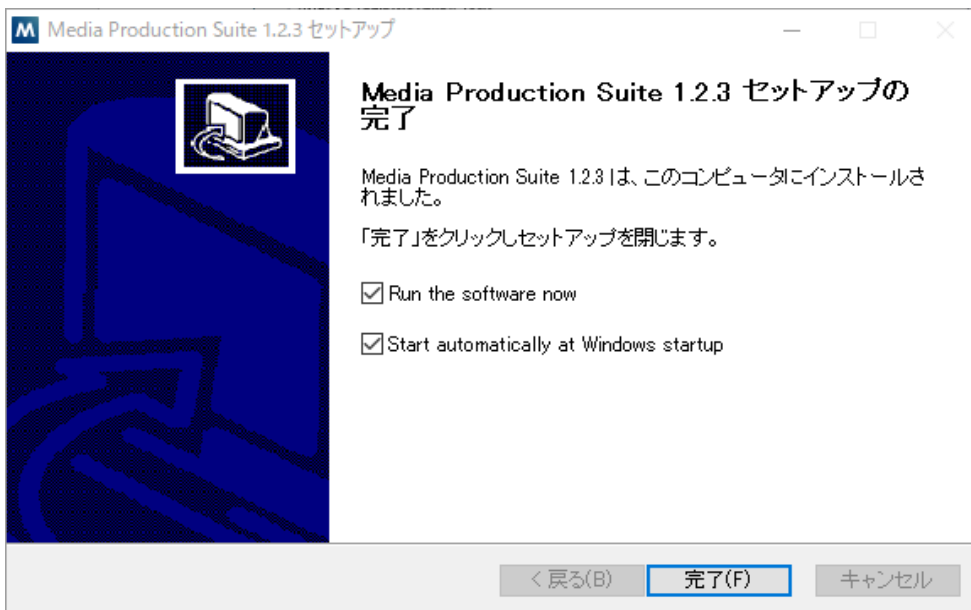 Media Production Suite 1.2.3 セットアップ
Media Production Suite 1.2.3 セットアップの
完了
Media Production Suite 1.2.3 は、このコンピュータにインストールさ
れました。
「完了」をクリックしセットアップを閉じます。
Run the software now
Start automatically at Windows startup
< 戻る(B)
完了(F)
キャンセル